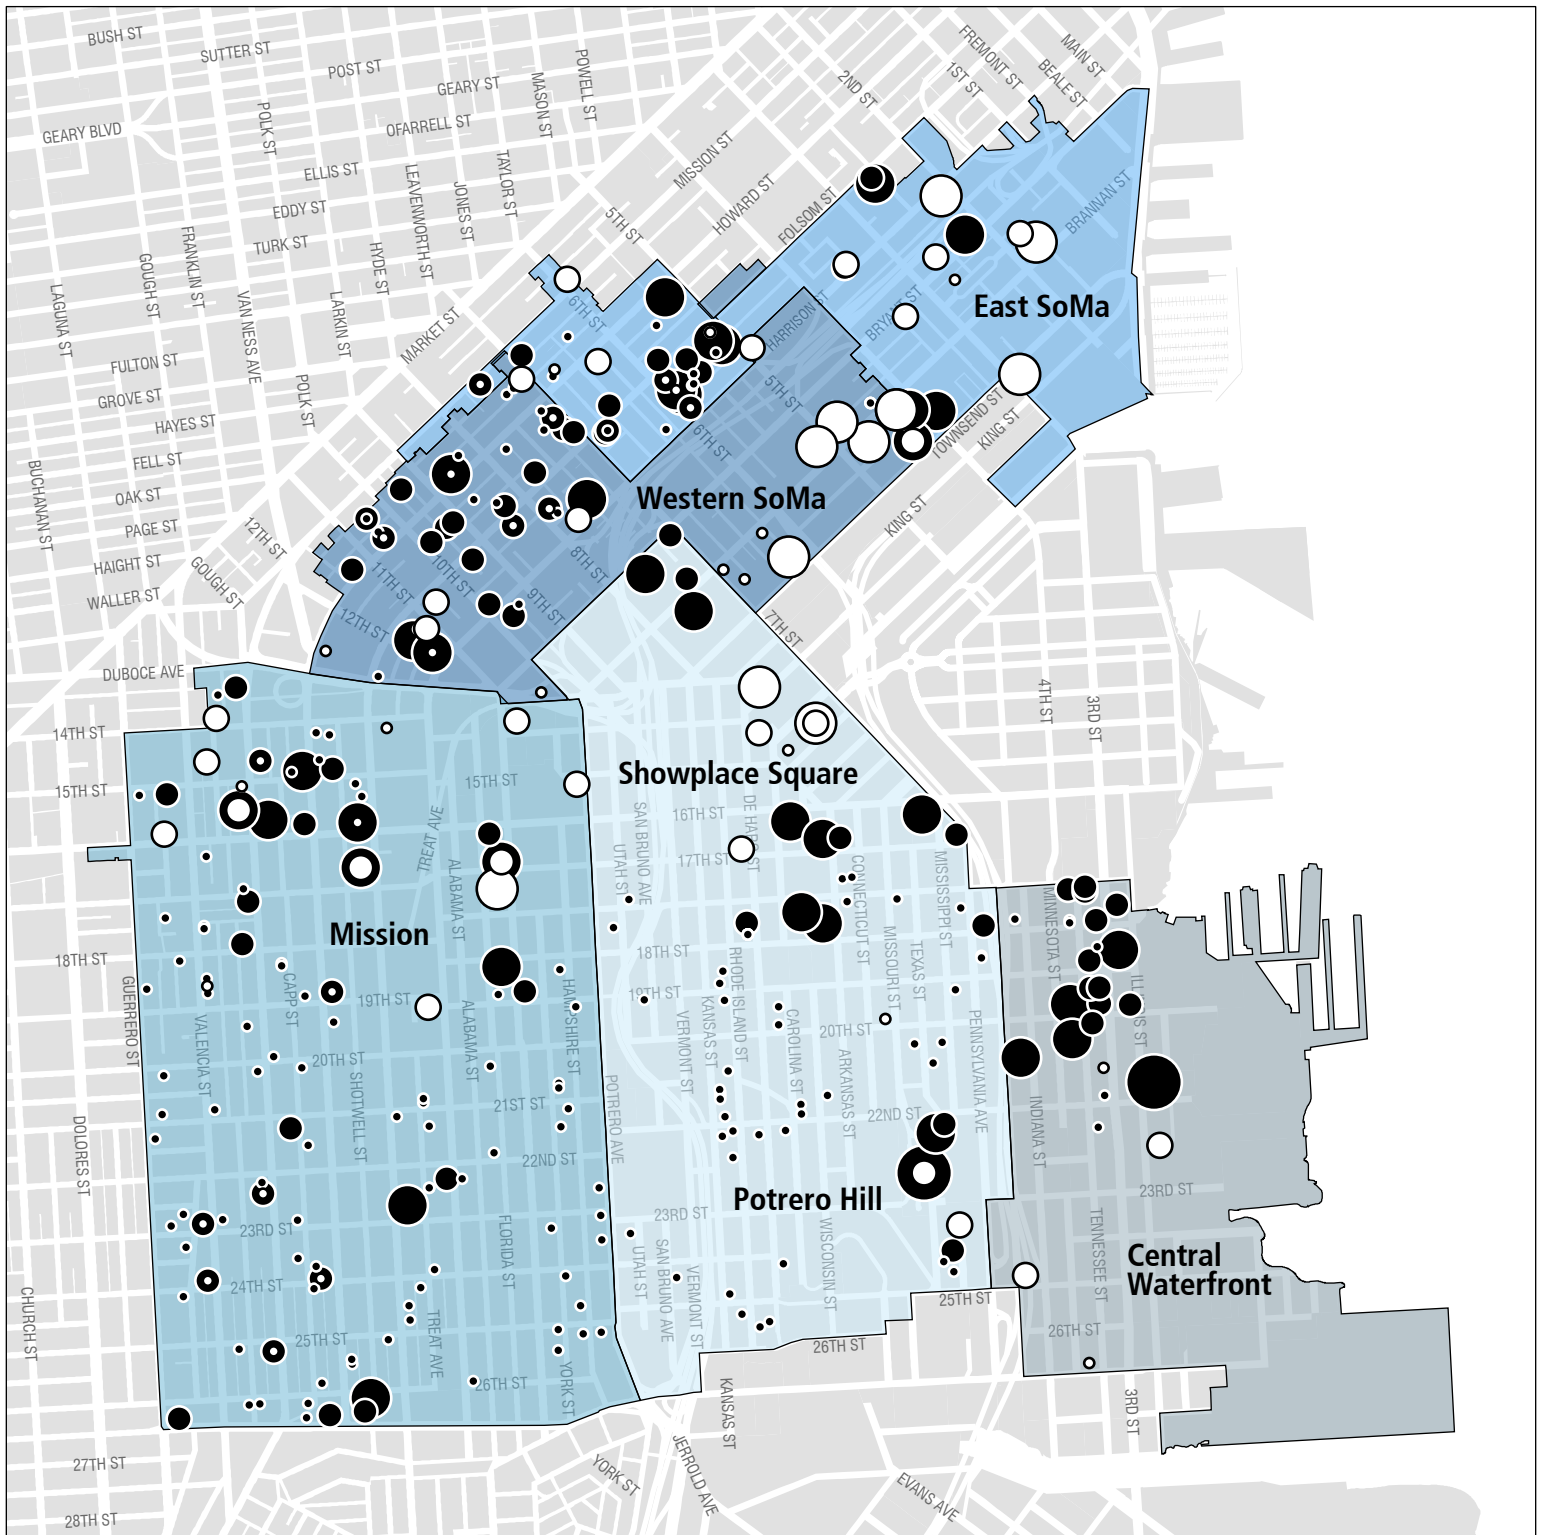 BUSH ST
SUTTER ST
POST ST
GEARY ST
GEARY BLVD
OFARRELL ST
ELLIS ST
EDDY ST
TURK ST
POLK ST
POWELL ST
MASON ST
TAYLOR ST
JONES ST
LEAVENWORTH ST
HYDE ST
LARKIN ST
FRANKLIN ST
GOUGH ST
VAN NESS AVE
LAGUNA ST
POLK ST
MARKET ST
MISSION ST
HOWARD ST
FOLSOM ST
5TH ST
6TH ST
2ND ST
1ST ST
FREMONT ST
BEALE ST
MAIN ST
BRANNAN ST
HARRISON ST
BRYANT ST
East SoMa
FULTON ST
GROVE ST
HAYES ST
FELL ST
OAK ST
PAGE ST
HAIGHT ST
WALLER ST
BUCHANAN ST
12TH ST
GOUGH ST
5TH ST
6TH ST
TOWNSEND ST
KING ST
KING ST
Western SoMa
8TH ST
9TH ST
10TH ST
11TH ST
12TH ST
7TH ST
4TH ST
3RD ST
DUBOCE AVE
14TH ST
15TH ST
15TH ST
Showplace Square
16TH ST
17TH ST
18TH ST
19TH ST
20TH ST
22ND ST
23RD ST
SAN BRUNO AVE
UTAH ST
DE HARO ST
CONNECTICUT ST
MISSISSIPPI ST
MISSOURI ST
TEXAS ST
RHODE ISLAND ST
KANSAS ST
VERMONT ST
CAROLINA ST
ARKANSAS ST
PENNSYLVANIA AVE
MINNESOTA ST
ILLINOIS ST
INDIANA ST
TREAT AVE
ALABAMA ST
Mission
18TH ST
GUERRERO ST
CAPP ST
19TH ST
ALABAMA ST
HAMPSHIRE ST
VALENCIA ST
20TH ST
SHOTWELL ST
21ST ST
22ND ST
POTRERO AVE
DOLORES ST
23RD ST
24TH ST
25TH ST
26TH ST
FLORIDA ST
TREAT AVE
YORK ST
CHURCH ST
Potrero Hill
UTAH ST
SAN BRUNO AVE
VERMONT ST
WISCONSIN ST
25TH ST
26TH ST
23RD ST
TENNESSEE ST
Central
Waterfront
26TH ST
3RD ST
KANSAS ST
27TH ST
28TH ST
YORK ST
JERROLD AVE
EVANS AVE